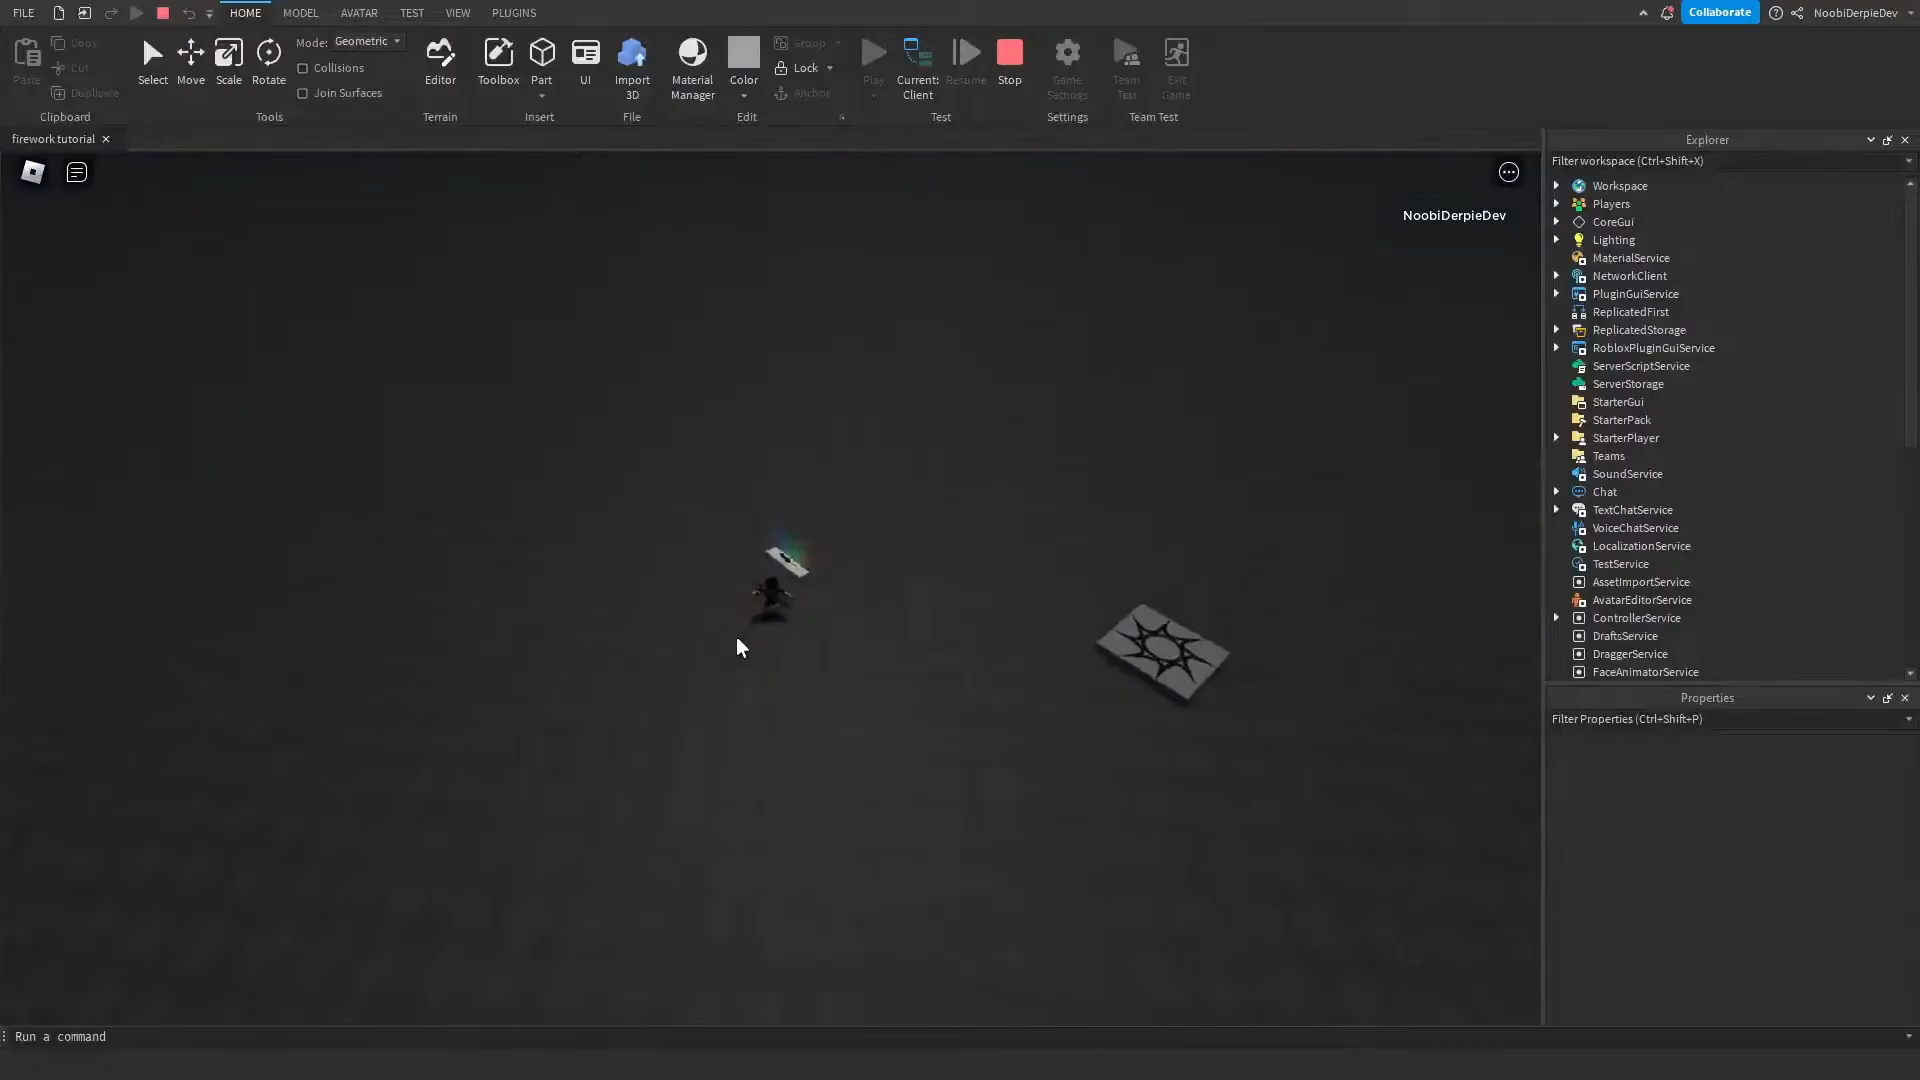 FILE HOME MODEL AVATAR TEST VIEW PLUGINS Collaborate NoobiDerpieDev
Paste Copy Cut Duplicate
Clipboard
Select Move Scale Rotate
Mode: Geometric
Collisions
Join Surfaces
Tools
Editor
Terrain
Toolbox Part UI
Insert
Import
3D
File
Material
Manager
Color
Group
Lock
Anchor
Edit
Play
Current:
Client
Resume
Stop
Test
Game
Settings
Settings
Team
Test
Exit
Game
Team Test
firework tutorial
NoobiDerpieDev
Explorer
Filter workspace (Ctrl+Shift+X)
Workspace
Players
CoreGui
Lighting
MaterialService
NetworkClient
PluginGuiService
ReplicatedFirst
ReplicatedStorage
RobloxPluginGuiService
ServerScriptService
ServerStorage
StarterGui
StarterPack
StarterPlayer
Teams
SoundService
Chat
TextChatService
VoiceChatService
LocalizationService
TestService
AssetImportService
AvatarEditorService
ControllerService
DraftsService
DraggerService
FaceAnimatorService
Properties
Filter Properties (Ctrl+Shift+P)
Run a command